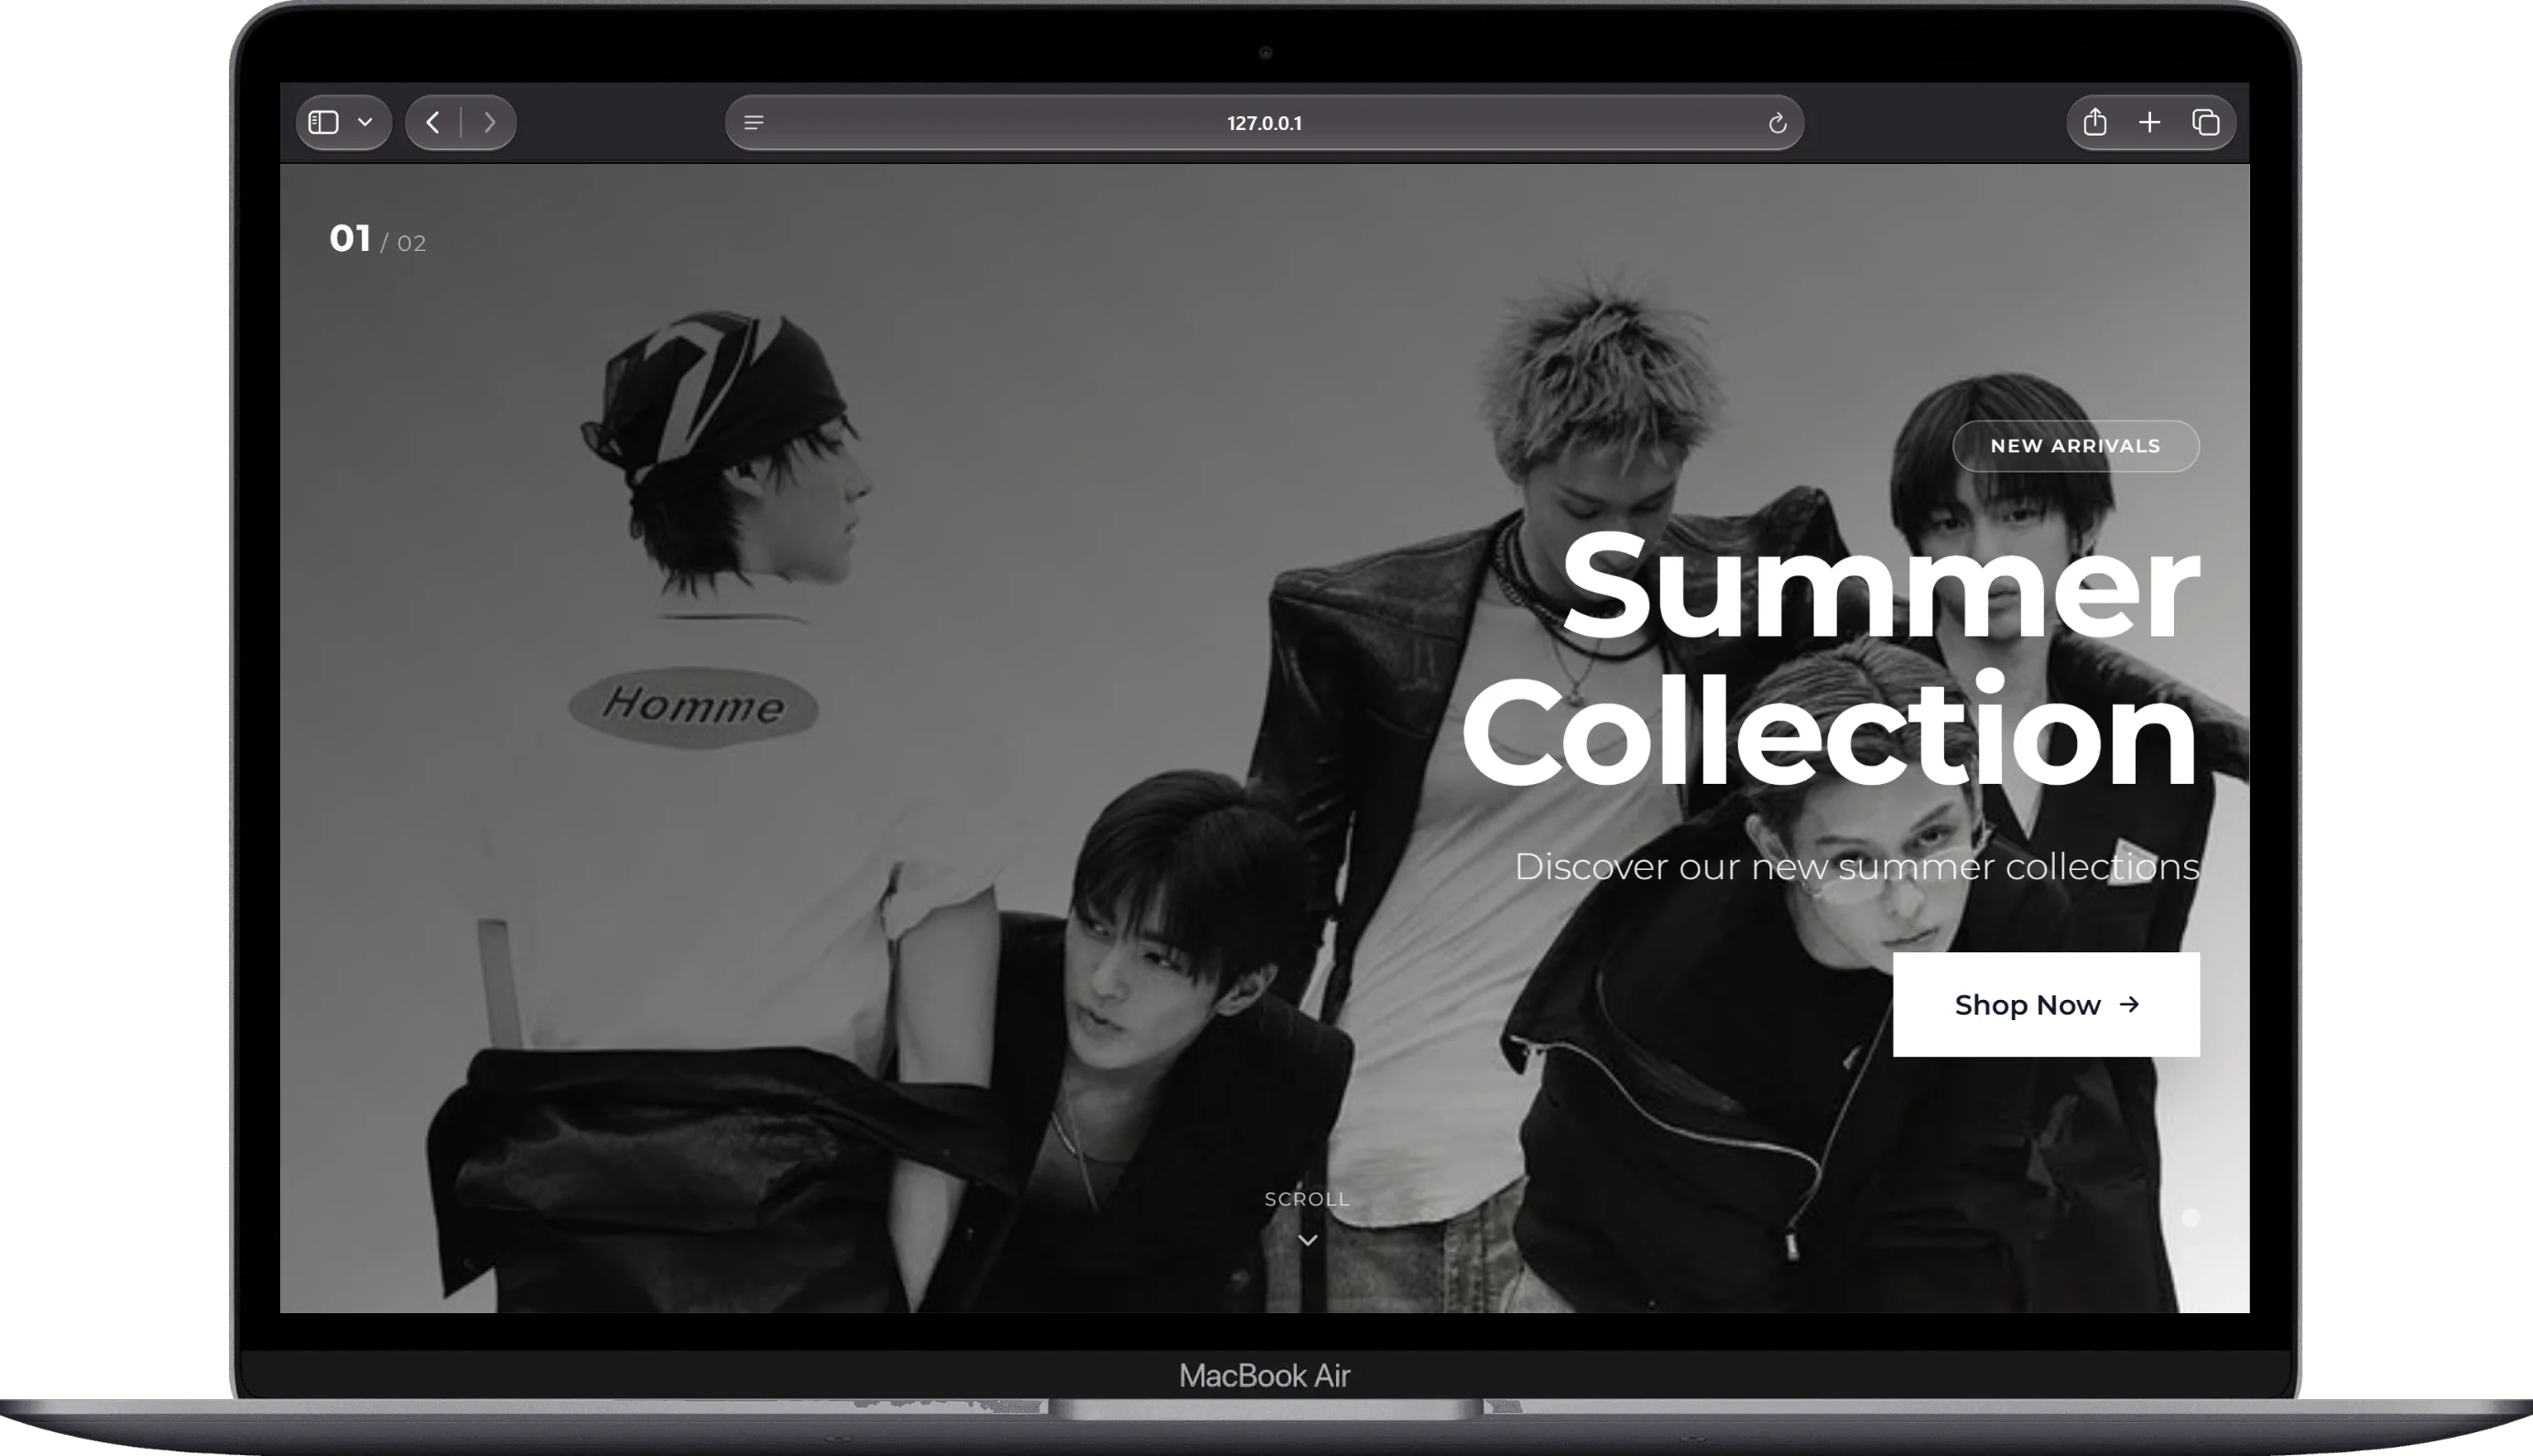 127.0.0.1
01 / 02
NEW ARRIVALS
Summer
Collection
Homme
Discover our new summer collections
Shop Now →
SCROLL
MacBook Air